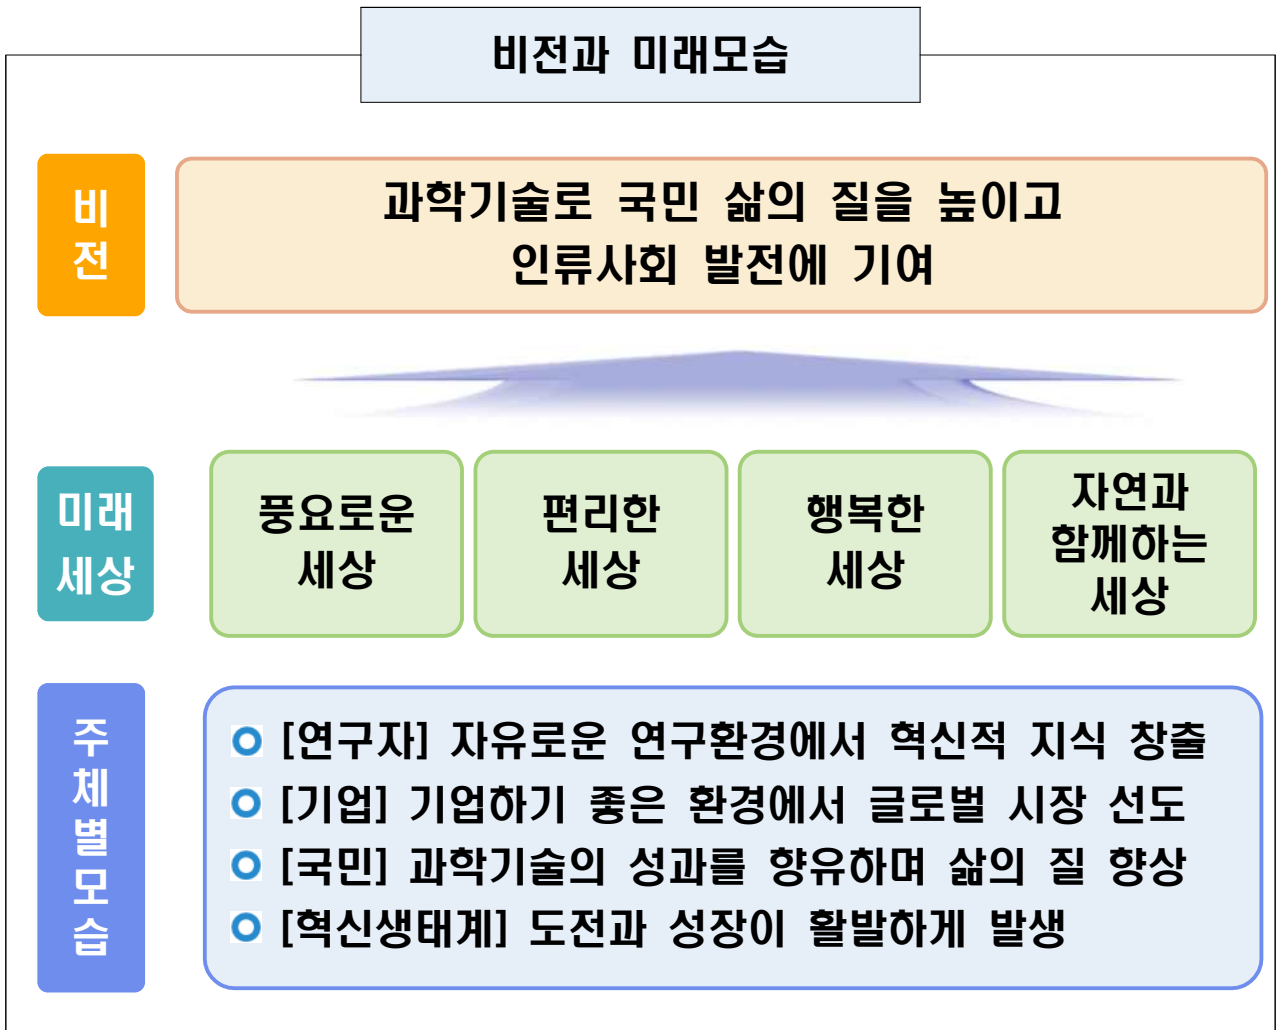 비전과 미래모습
비
전
과학기술로 국민 삶의 질을 높이고
인류사회 발전에 기여
미래
세상
풍요로운
세상
편리한
세상
행복한
세상
자연과
함께하는
세상
주
체
별
모
습
[연구자] 자유로운 연구환경에서 혁신적 지식 창출
[기업] 기업하기 좋은 환경에서 글로벌 시장 선도
[국민] 과학기술의 성과를 향유하며 삶의 질 향상
[혁신생태계] 도전과 성장이 활발하게 발생